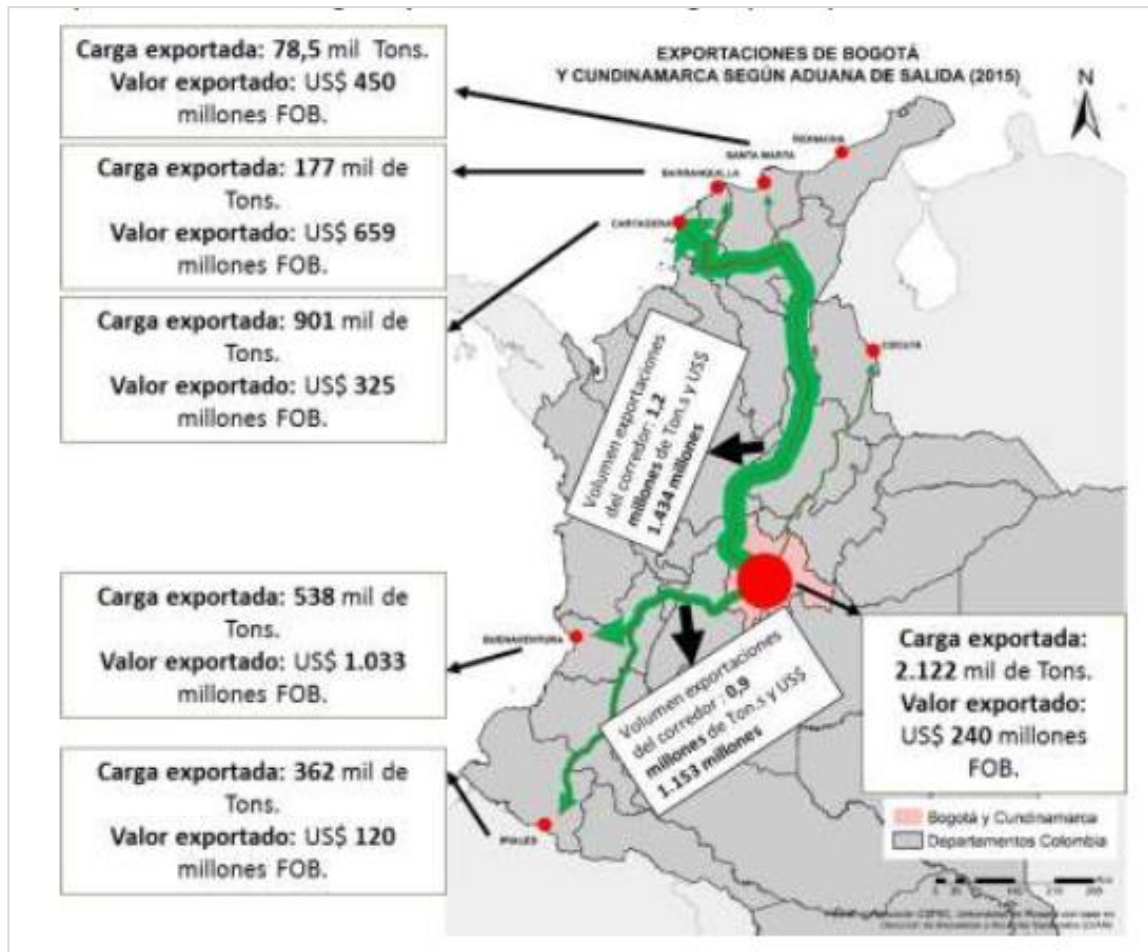 Carga exportada: 78,5 mil Tons.
Valor exportado: US$ 450
millones FOB.
Carga exportada: 177 mil de
Tons.
Valor exportado: US$ 659
millones FOB.
Carga exportada: 901 mil de
Tons.
Valor exportado: US$ 325
millones FOB.
Carga exportada: 538 mil de
Tons.
Valor exportado: US$ 1.033
millones FOB.
Carga exportada: 362 mil de
Tons.
Valor exportado: US$ 120
millones FOB.
EXPORTACIONES DE BOGOTÁ
Y CUNDINAMARCA SEGÚN ADUANA DE SALIDA (2015)
N
RIOHACHA
SANTA MARTA
BARRANQUILLA
CARTAGENA
CÚCUTA
Volumen exportaciones
del corredor: 1,2
millones de Ton.s y US$
1.434 millones
BUENAVENTURA
Volumen exportaciones
del corredor : 0,9
millones de Ton.s y US$
1.153 millones
IPIALES
Carga exportada:
2.122 mil de Tons.
Valor exportado:
US$ 240 millones
FOB.
Bogotá y Cundinamarca
Departamentos Colombia